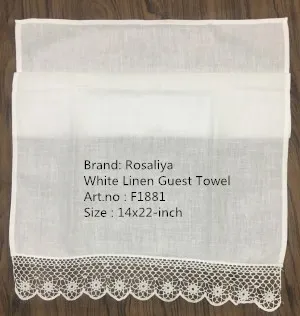 Brand: Rosaliya
White Linen Guest Towel
Art.no : F1881
Size : 14x22-inch